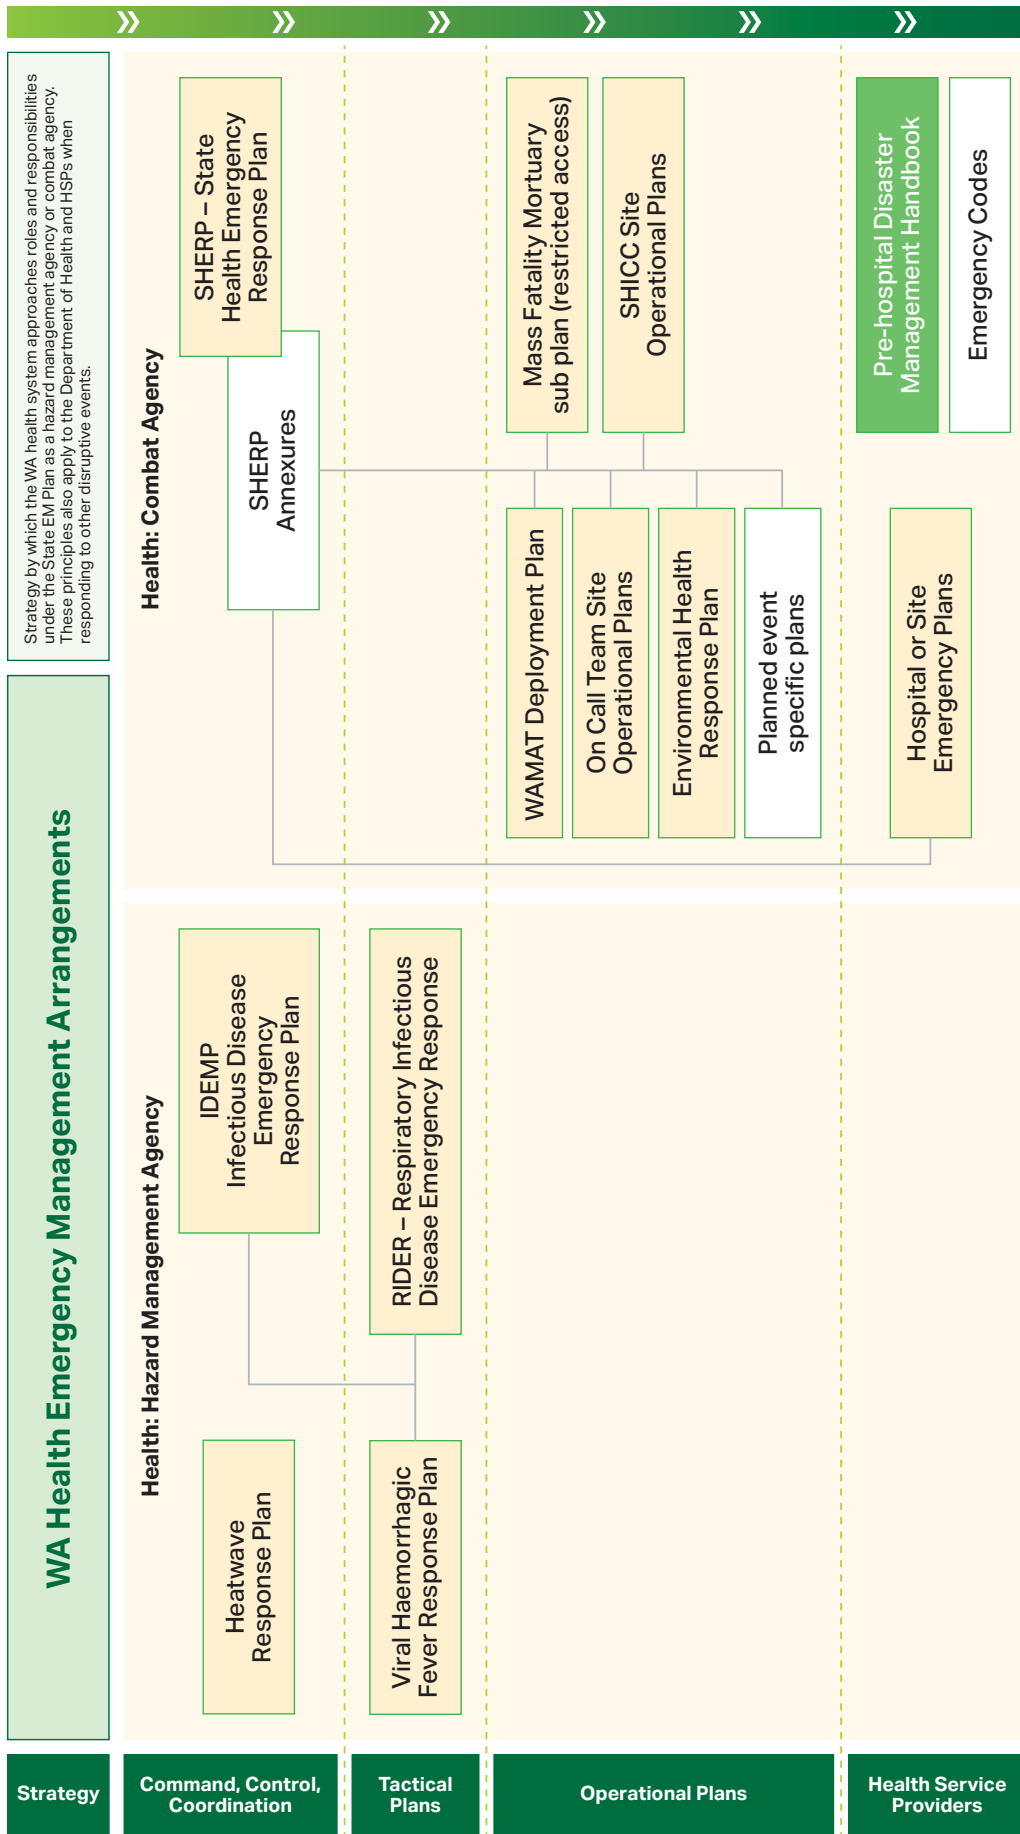 Strategy
WA Health Emergency Management Arrangements
Strategy by which the WA health system approaches roles and responsibilities
under the State EM Plan as a hazard management agency or combat agency.
These principles also apply to the Department of Health and HSPs when
responding to other disruptive events.
Command, Control,
Coordination
Health: Hazard Management Agency
Heatwave
Response Plan
IDEMP
Infectious Disease
Emergency
Response Plan
Health: Combat Agency
SHERP
Annexures
SHERP – State
Health Emergency
Response Plan
Tactical
Plans
Viral Haemorrhagic
Fever Response Plan
RIDER – Respiratory Infectious
Disease Emergency Response
Operational Plans
WAMAT Deployment Plan
On Call Team Site
Operational Plans
Environmental Health
Response Plan
Planned event
specific plans
Mass Fatality Mortuary
sub plan (restricted access)
SHICC Site
Operational Plans
Health Service
Providers
Hospital or Site
Emergency Plans
Pre-hospital Disaster
Management Handbook
Emergency Codes